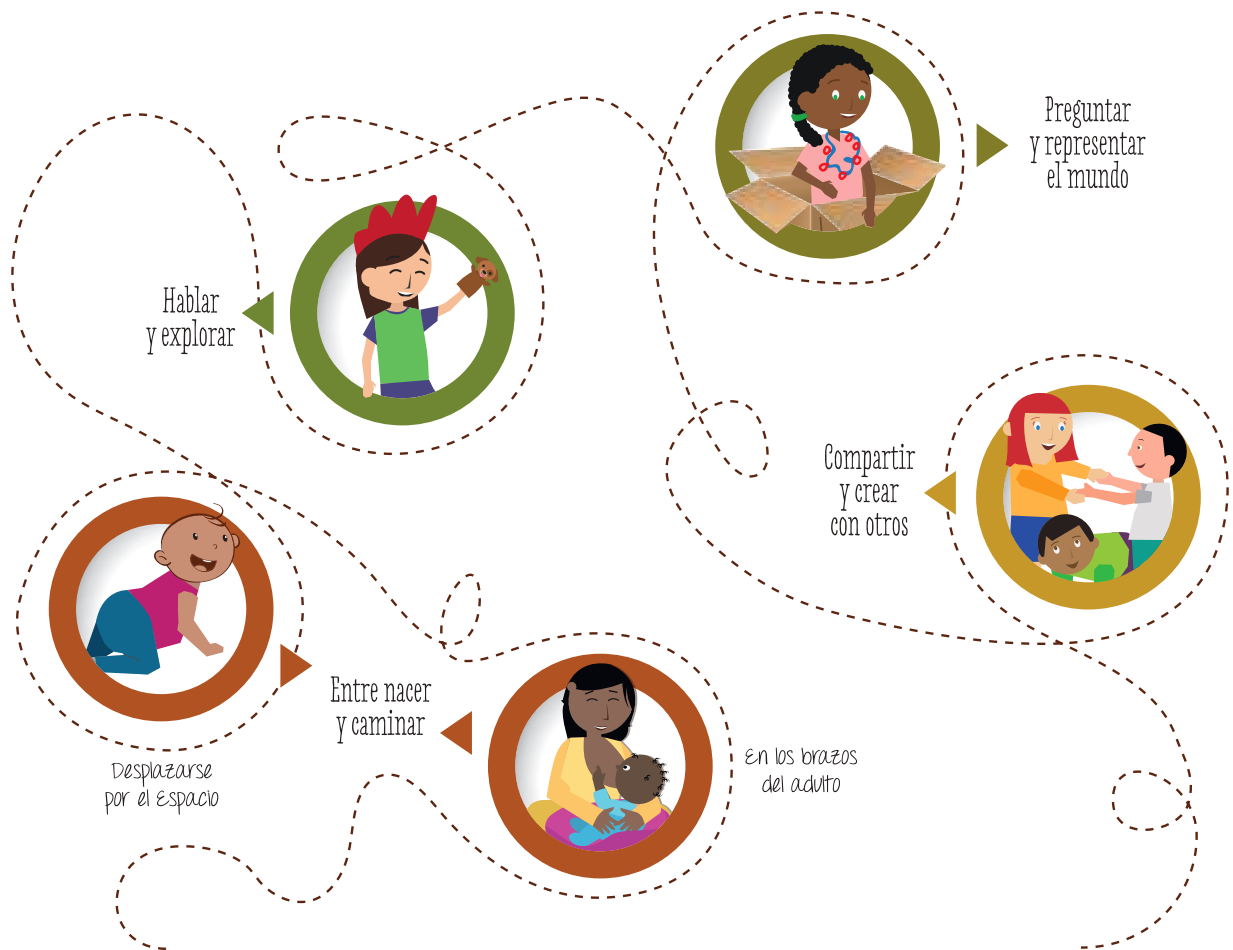 Preguntar
y representar
el mundo
Hablar
y explorar
Compartir
y crear
con otros
Entre nacer
y caminar
En los brazos
del adulto
Desplazarse
por el Espacio